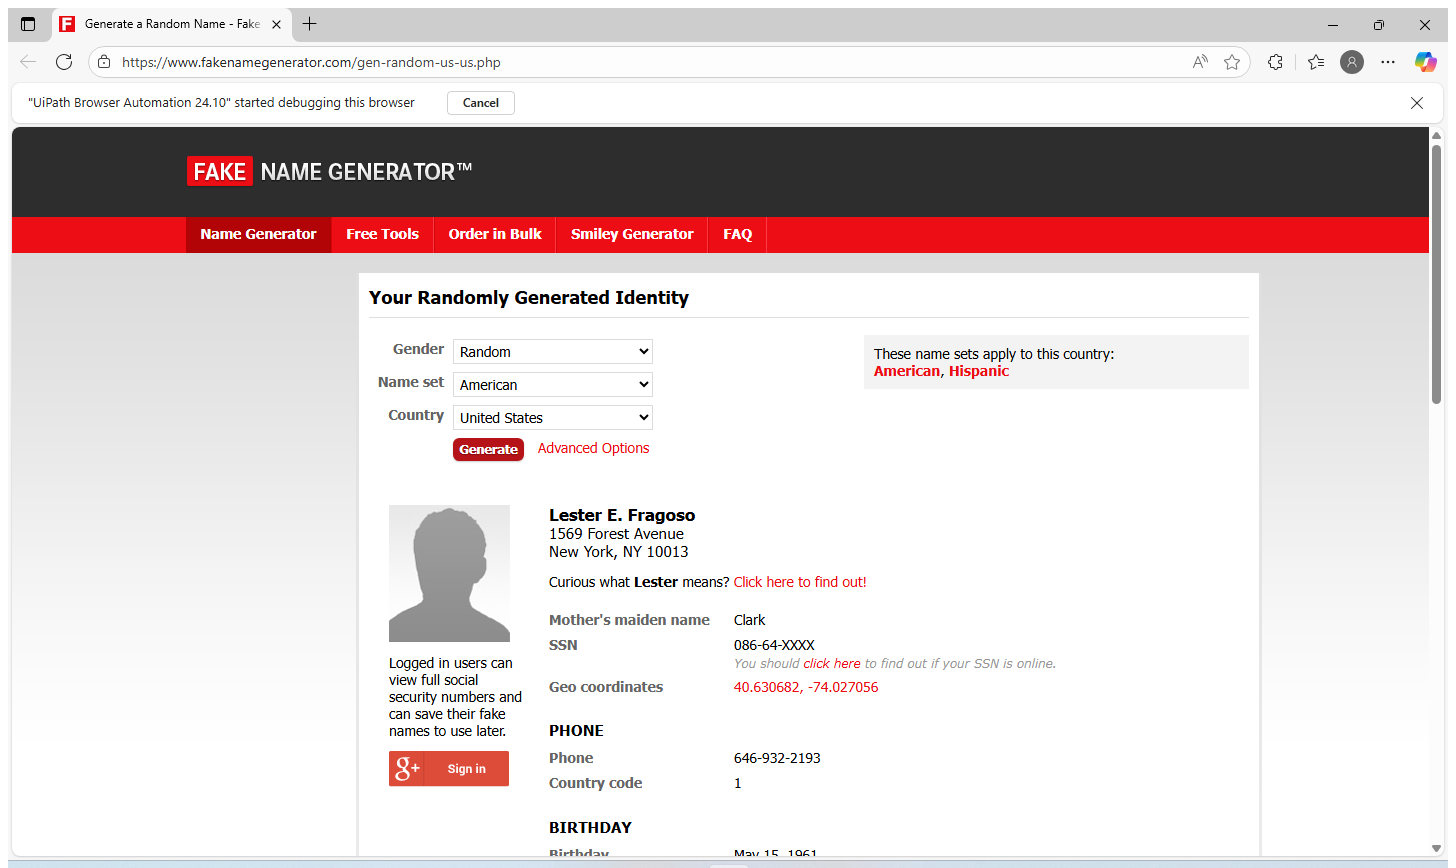 Generate a Random Name - Fake
https://www.fakenamegenerator.com/gen-random-us-us.php
"UiPath Browser Automation 24.10" started debugging this browser
Cancel
FAKE NAME GENERATOR™
Name Generator
Free Tools
Order in Bulk
Smiley Generator
FAQ
Your Randomly Generated Identity
Gender
Random
Name set
American
Country
United States
Generate
Advanced Options
These name sets apply to this country:
American, Hispanic
Logged in users can
view full social
security numbers and
can save their fake
names to use later.
g+ Sign in
Lester E. Fragoso
1569 Forest Avenue
New York, NY 10013
Curious what Lester means? Click here to find out!
Mother's maiden name Clark
SSN 086-64-XXXX
You should click here to find out if your SSN is online.
Geo coordinates 40.630682, -74.027056
PHONE
Phone 646-932-2193
Country code 1
BIRTHDAY
Birthday May 15, 1961